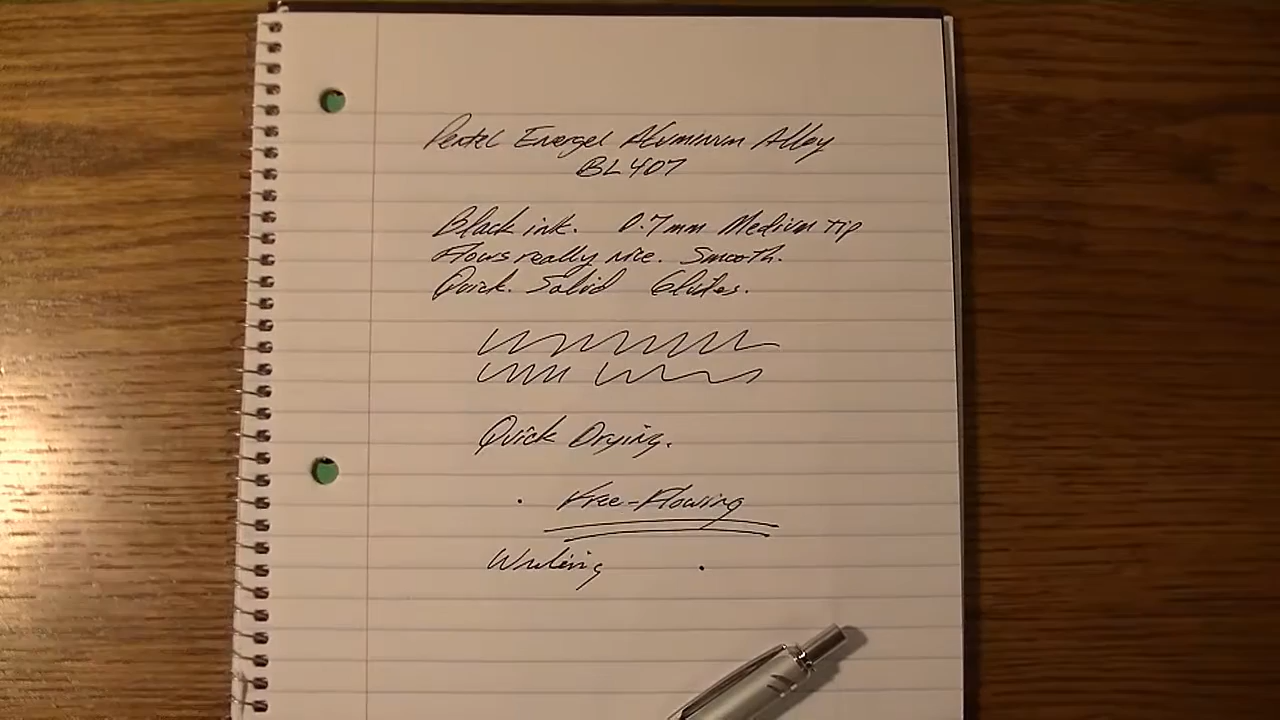 Pentel Energel Aluminum Alloy
BL407
Black ink. 0.7mm Medium tip
Flows really nice. Smooth.
Quick. Solid Glides.
Quick Drying.
Free-Flowing
Writing